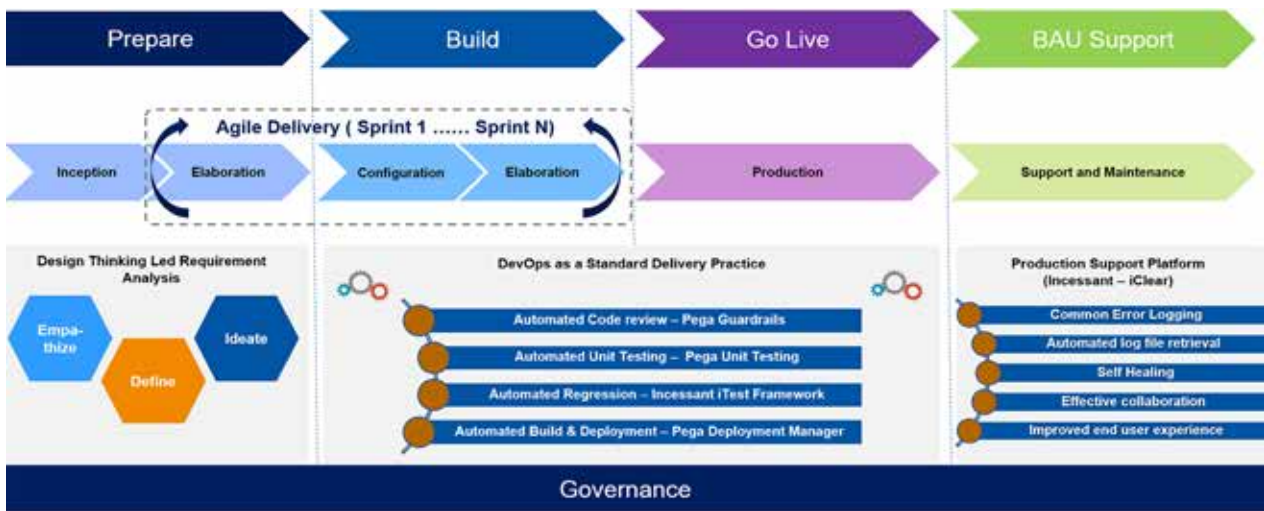 Prepare
Build
Go Live
BAU Support
Agile Delivery ( Sprint 1 ...... Sprint N)
Inception
Elaboration
Configuration
Elaboration
Production
Support and Maintenance
Design Thinking Led Requirement
Analysis
Empa-
thize
Define
Ideate
DevOps as a Standard Delivery Practice
Automated Code review – Pega Guardrails
Automated Unit Testing – Pega Unit Testing
Automated Regression – Incessant iTest Framework
Automated Build & Deployment – Pega Deployment Manager
Production Support Platform
(Incessant – iClear)
Common Error Logging
Automated log file retrieval
Self Healing
Effective collaboration
Improved end user experience
Governance